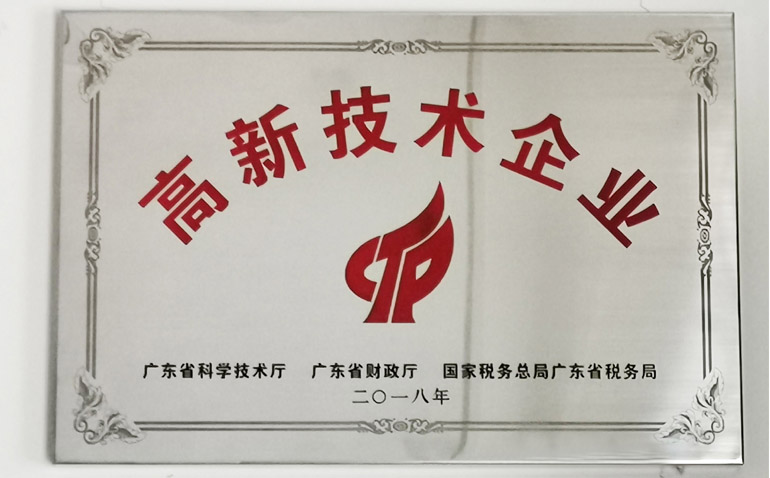 高新技术企业
CTP
广东省科学技术厅 广东省财政厅 国家税务总局广东省税务局
二〇一八年